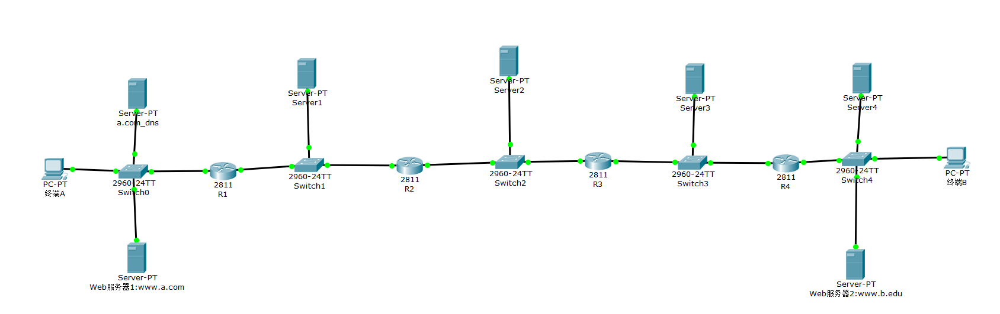 Server-PT
Server2
Server-PT
Server1
Server-PT
Server3
Server-PT
Server4
Server-PT
a.com_dns
PC-PT
终端A
2960-24TT
Switch0
2811
R1
2960-24TT
Switch1
2811
R2
2960-24TT
Switch2
2811
R3
2960-24TT
Switch3
2811
R4
2960-24TT
Switch4
PC-PT
终端B
Server-PT
Web服务器1:www.a.com
Server-PT
Web服务器2:www.b.edu